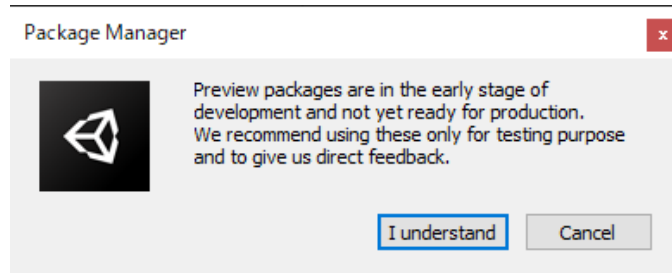 Package Manager
x
Preview packages are in the early stage of
development and not yet ready for production.
We recommend using these only for testing purpose
and to give us direct feedback.
I understand
Cancel